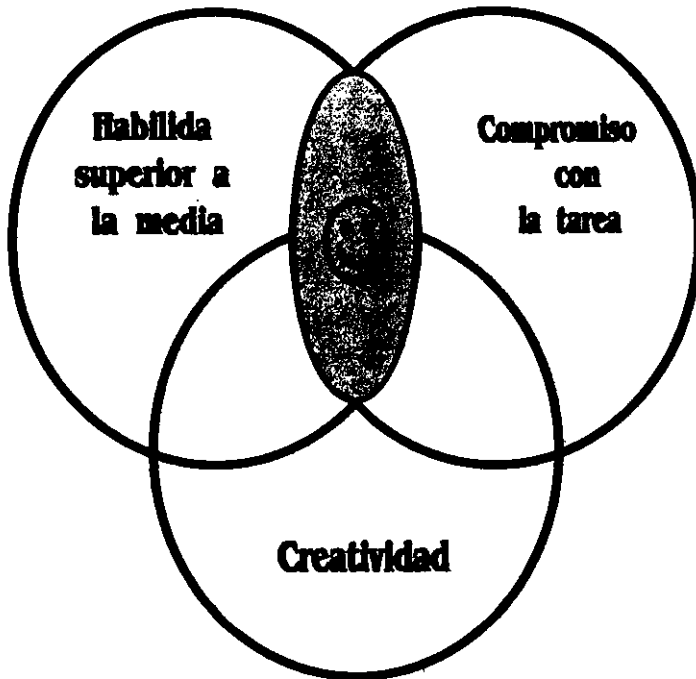 Habilida
superior a
la media
Compromiso
con
la tarea
Creatividad